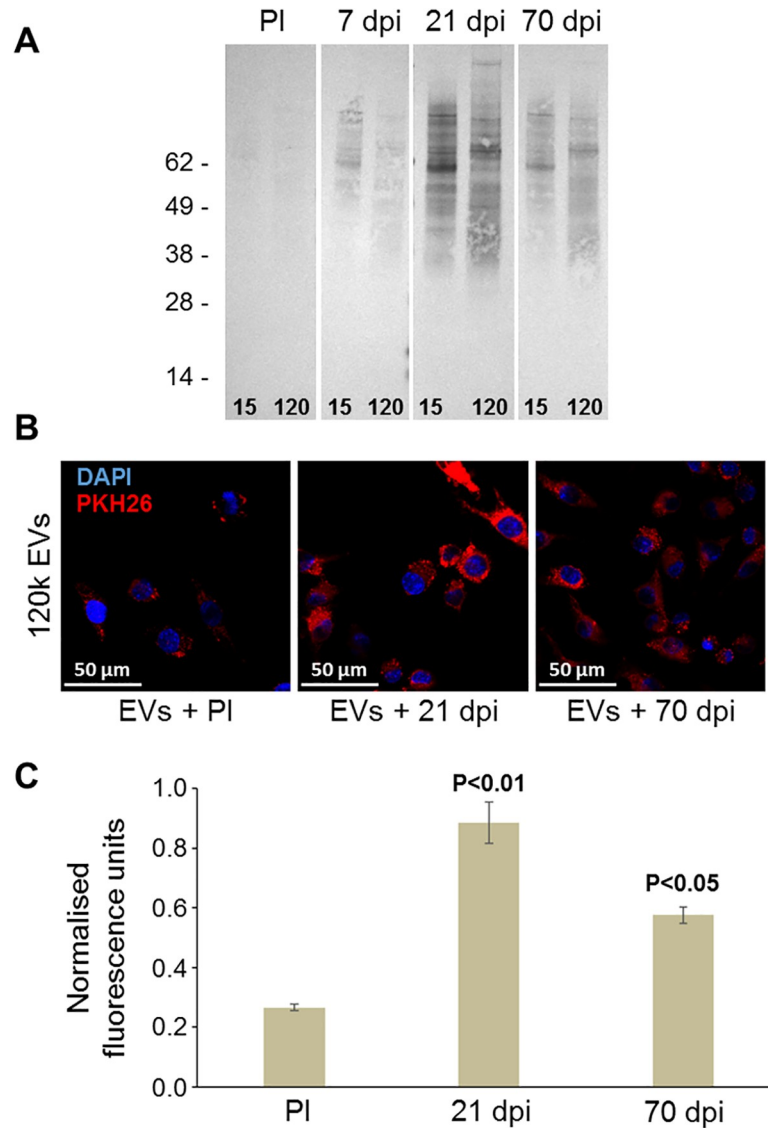 A
PI 7 dpi 21 dpi 70 dpi
62 -
49 -
38 -
28 -
14 -
15 120 15 120 15 120 15 120
B
120k EVs
DAPI
PKH26
50 µm 50 µm 50 µm
EVs + PI EVs + 21 dpi EVs + 70 dpi
C
Normalised
fluorescence units
1.0
0.8
0.6
0.4
0.2
0.0
P<0.01
P<0.05
PI 21 dpi 70 dpi